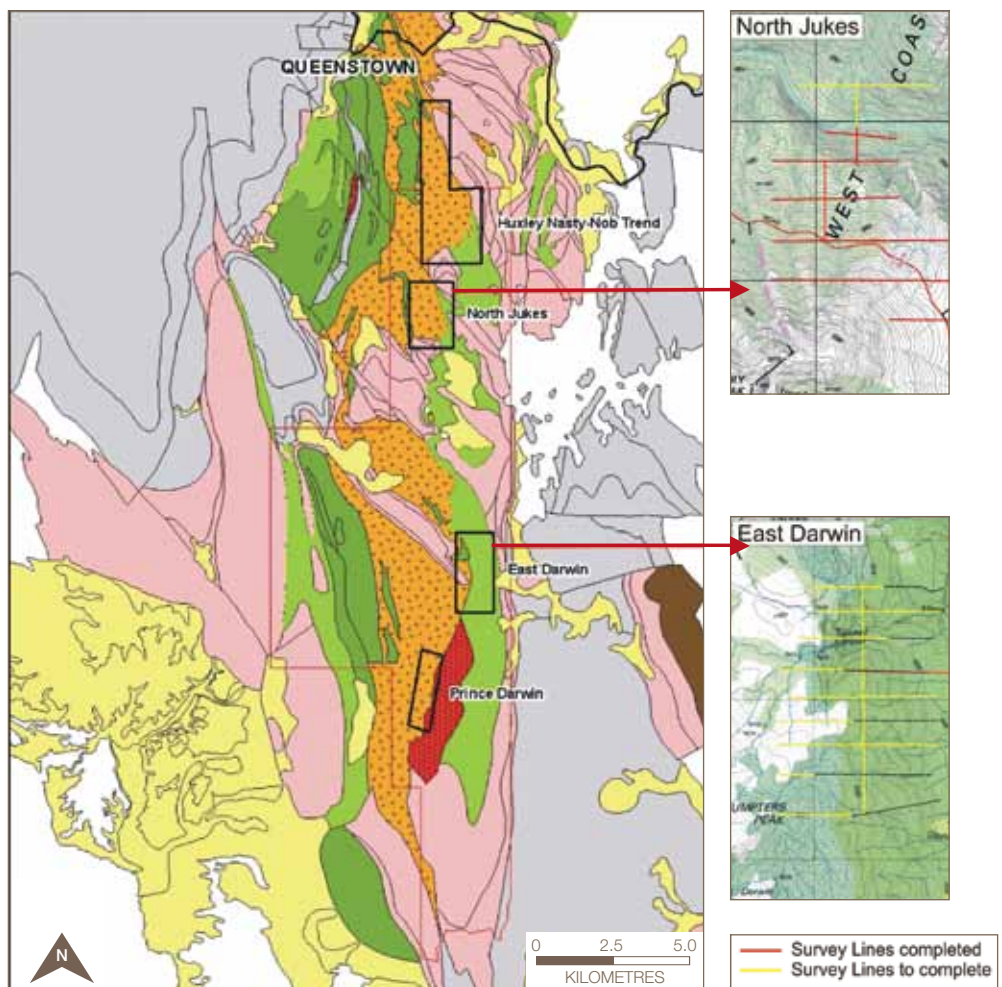 QUEENSTOWN
Huxley Nasty-Nob Trend
North Jukes
East Darwin
Prince Darwin
N
0 2.5 5.0
KILOMETRES
North Jukes
WEST COAS
East Darwin
UMPTERS
PEAK
Survey Lines completed
Survey Lines to complete